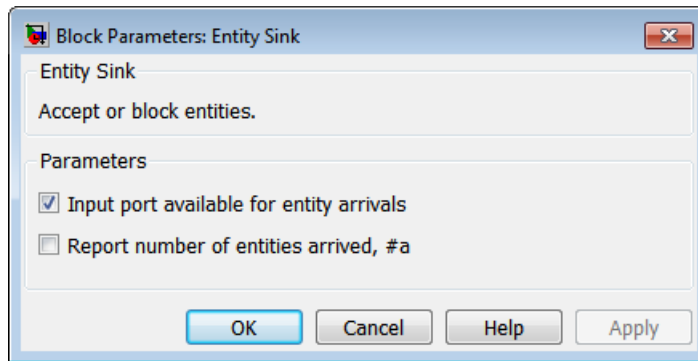 Block Parameters: Entity Sink
Entity Sink
Accept or block entities.
Parameters
Input port available for entity arrivals
Report number of entities arrived, #a
OK Cancel Help Apply